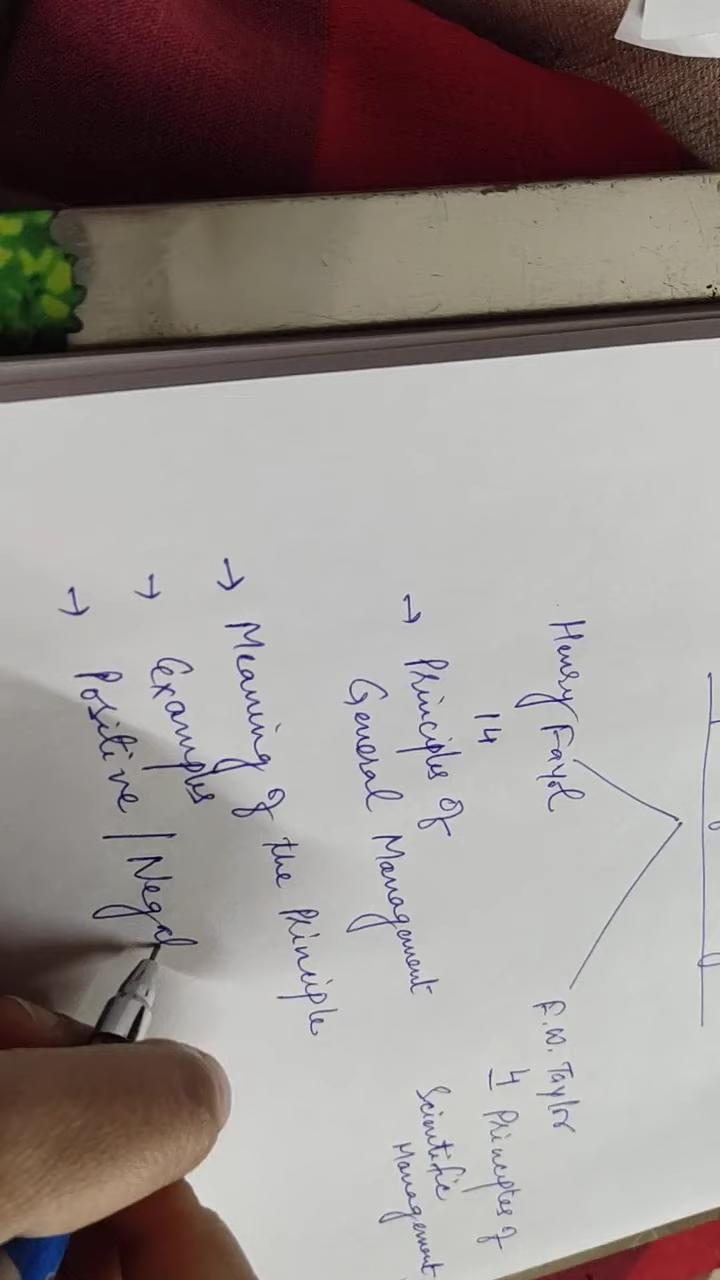 Henry Fayol
F.W. Taylor
14
→ Principles of
General Management
4 Principles of
Scientific
Management
→ Meaning of the Principle
→ Examples
→ Positive / Negat